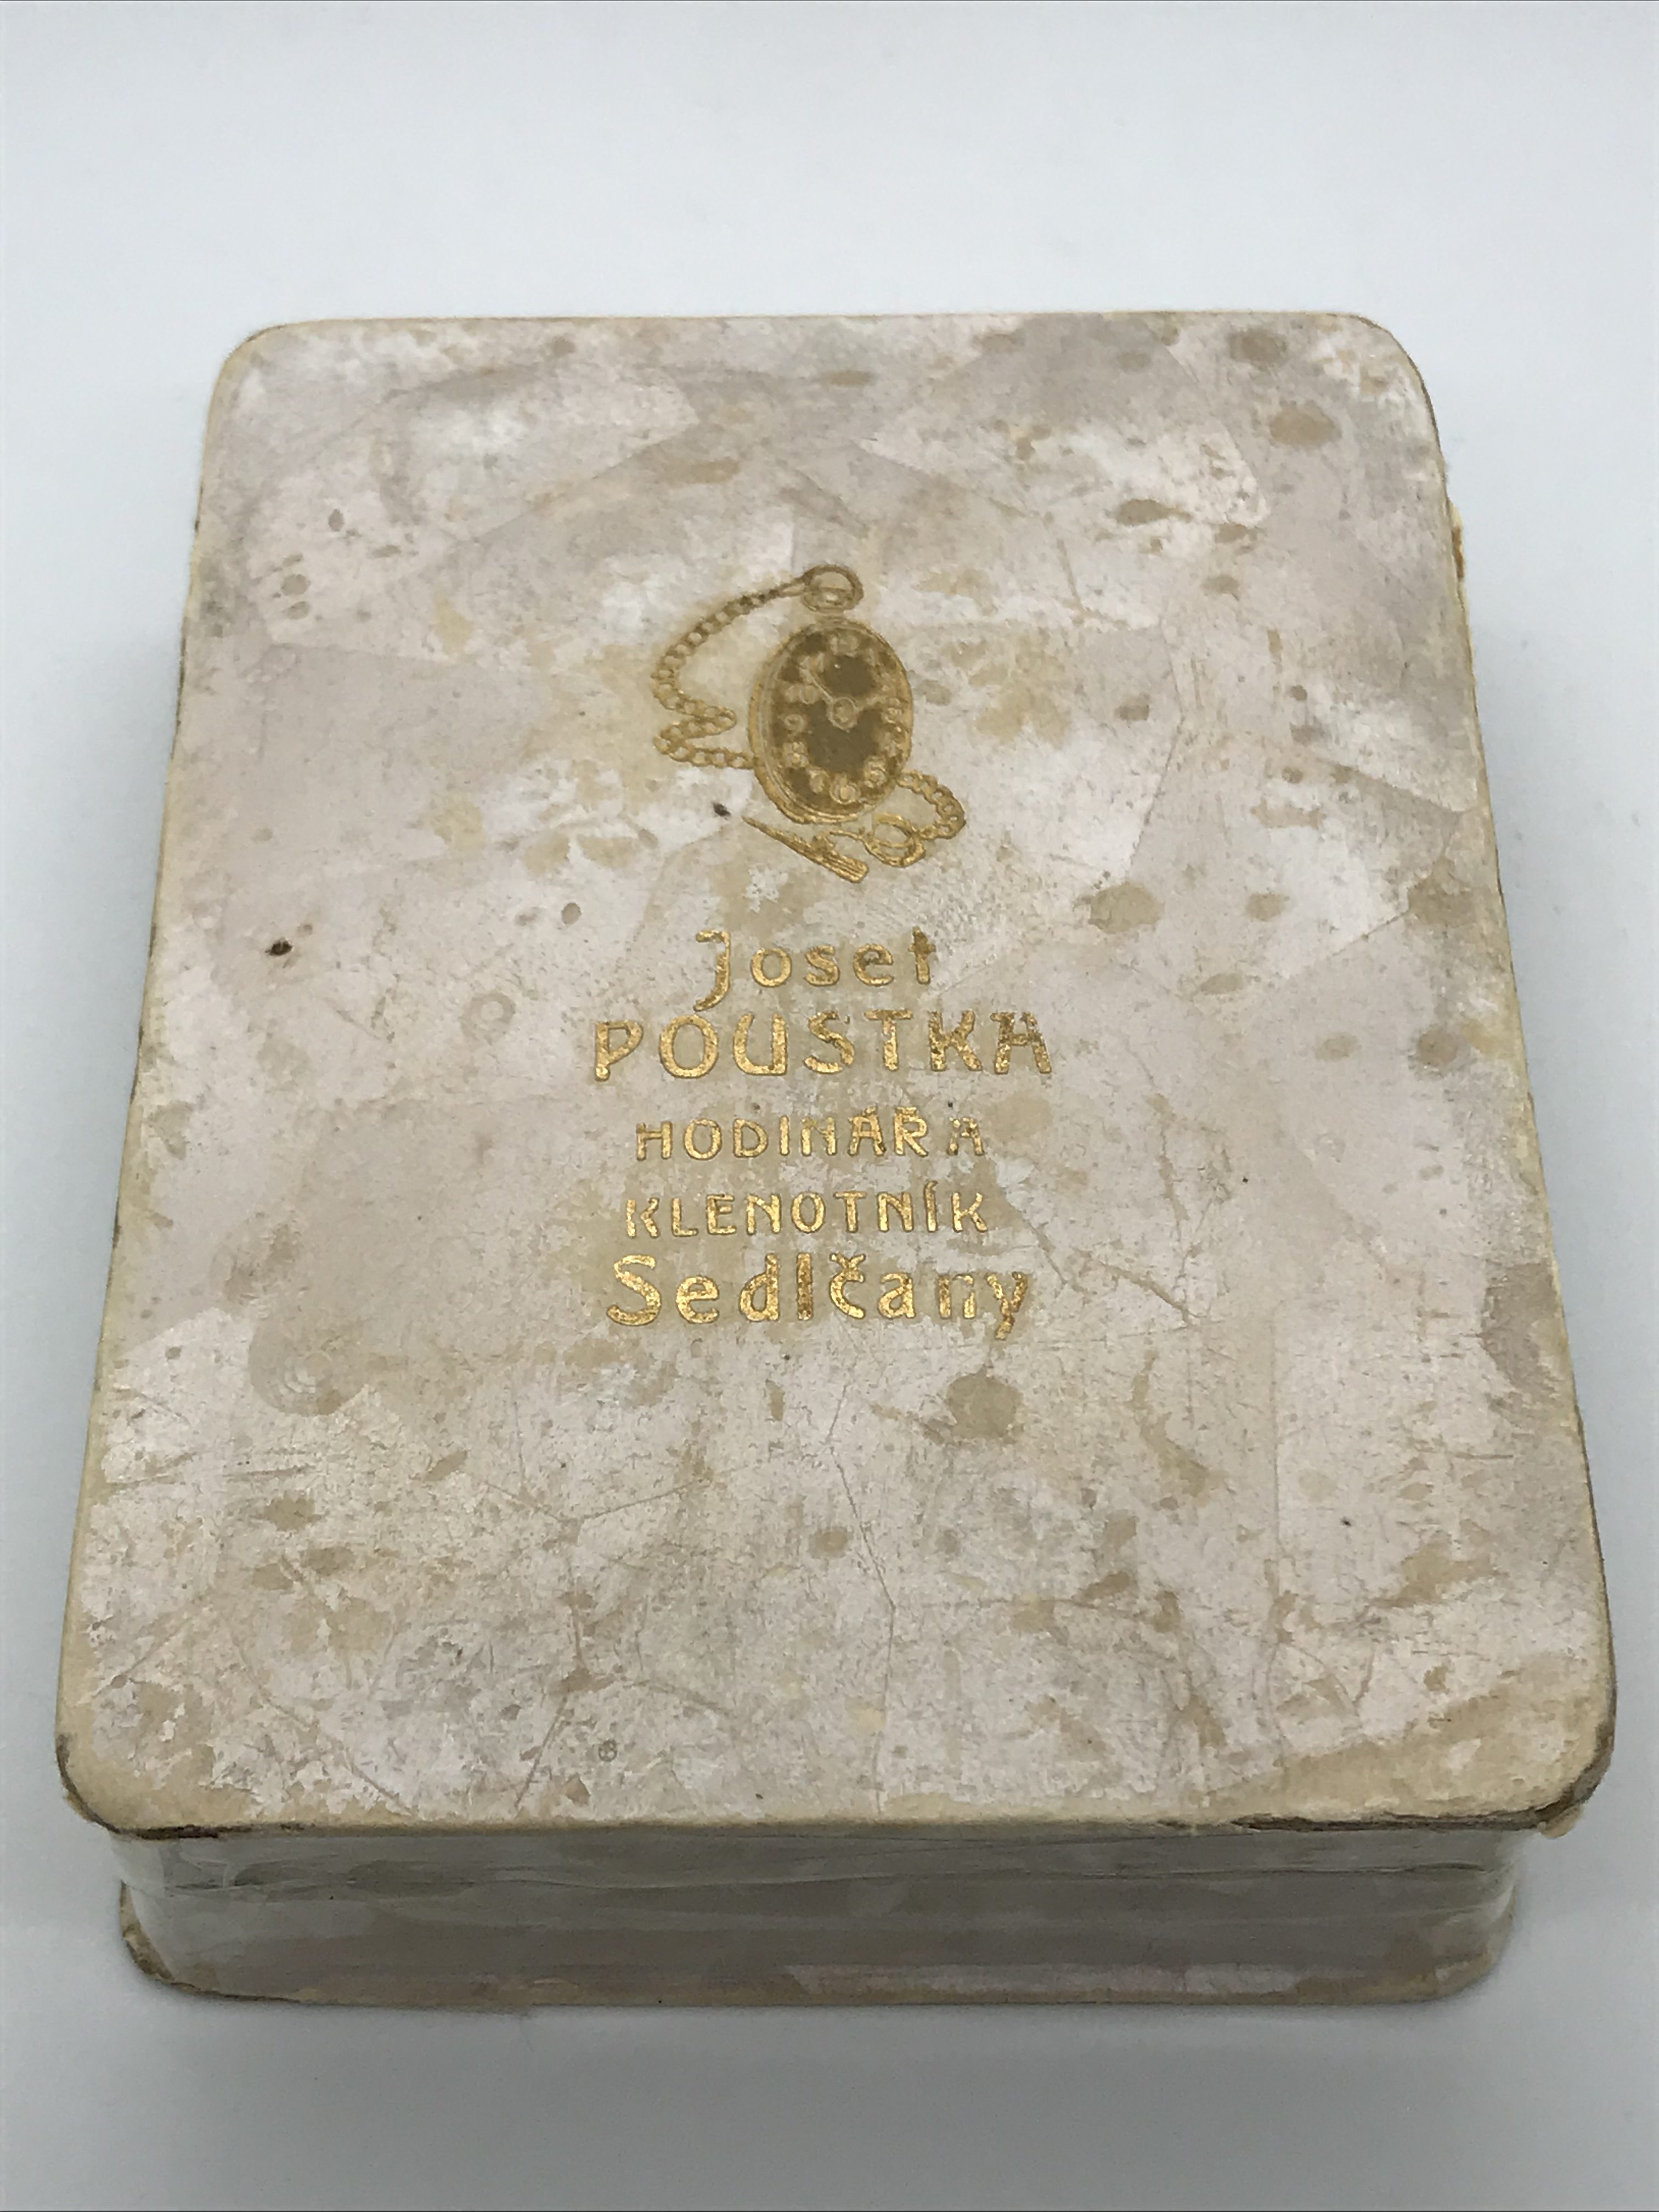 Josef
POUSTKA
HODINÁŘ A
KLENOTNÍK
Sedlčany